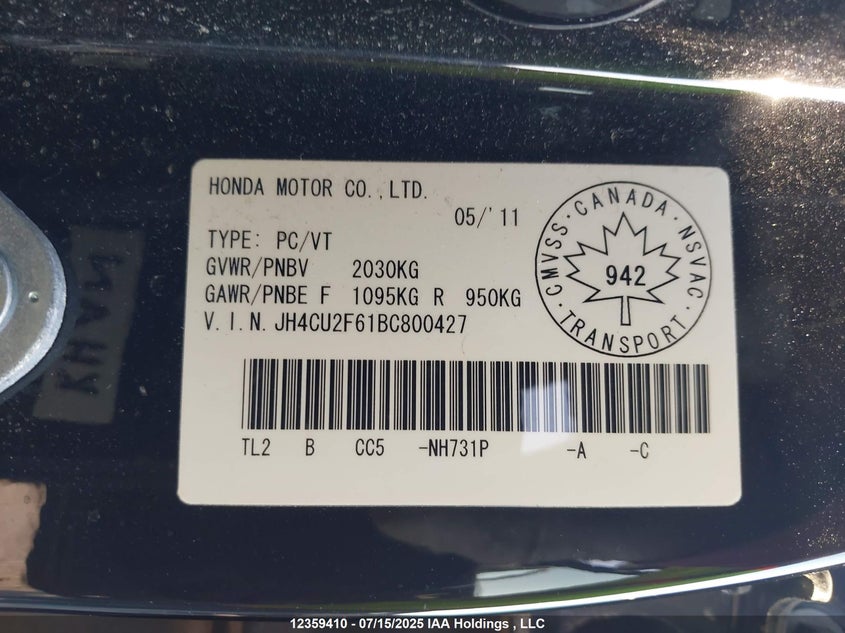 HONDA MOTOR CO.,LTD.
05/'11
TYPE: PC/VT
GVWR/PNBV 2030KG
GAWR/PNBE F 1095KG R 950KG
V.I.N. JH4CU2F61BC800427
CMVSS · CANADA · NSVAC · TRANSPORT ·
942
TL2 B CC5 -NH731P -A -C
KHAN
12359410 - 07/15/2025 IAA Holdings , LLC